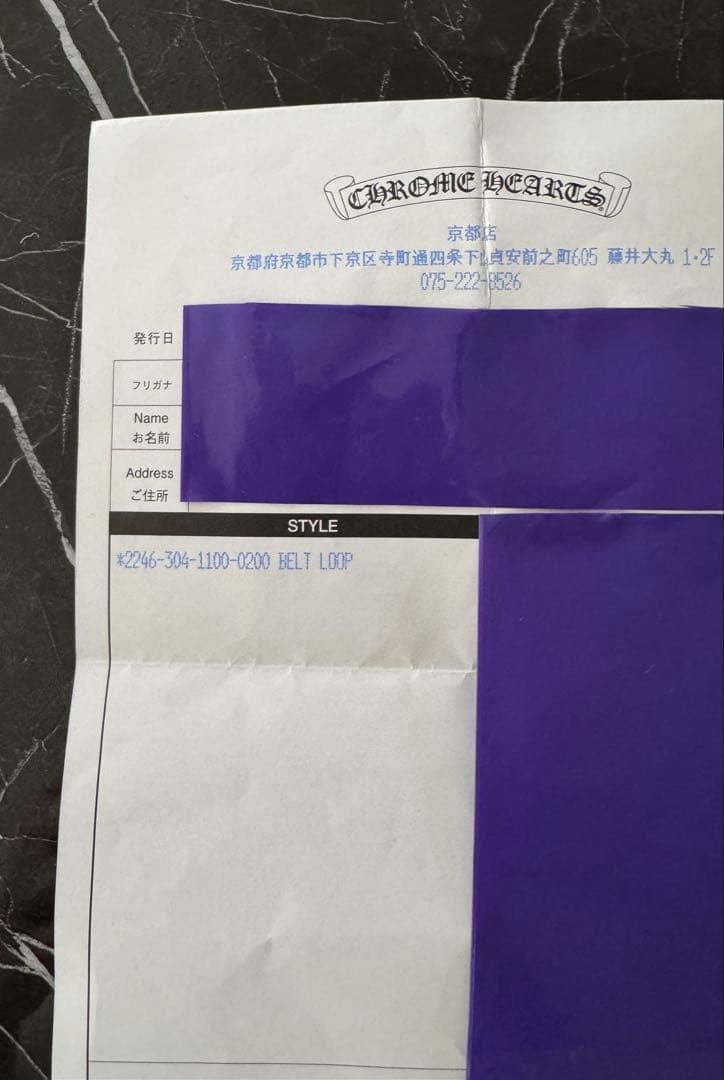 CHROME HEARTS
京都店
京都府京都市下京区寺町通四条下ル貞安前之町605 藤井大丸 1・2F
075-222-8526
発行日
フリガナ
Name
お名前
Address
ご住所
STYLE
*2246-304-1100-0200 BELT LOOP